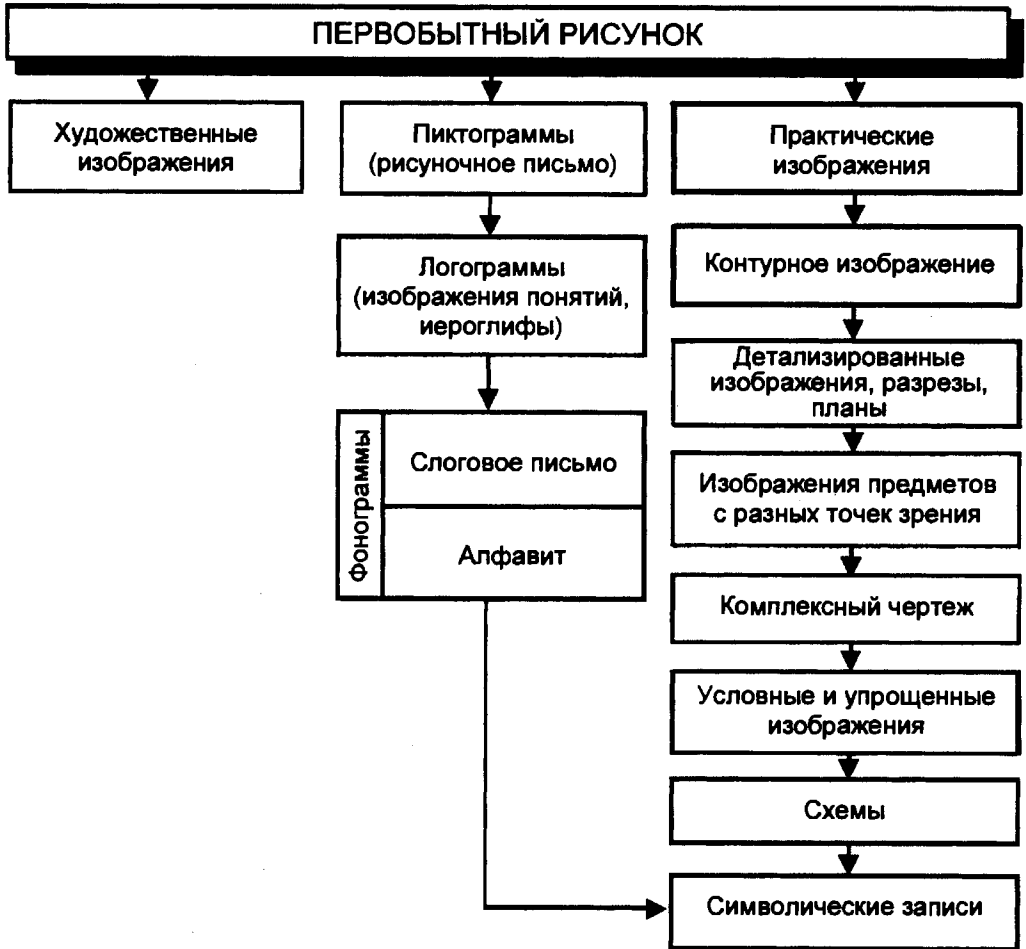 ПЕРВОБЫТНЫЙ РИСУНОК
Художественные
изображения
Пиктограммы
(рисуночное письмо)
Логограммы
(изображения понятий,
иероглифы)
Фонограммы
Слоговое письмо
Алфавит
Практические
изображения
Контурное изображение
Детализированные
изображения, разрезы,
планы
Изображения предметов
с разных точек зрения
Комплексный чертеж
Условные и упрощенные
изображения
Схемы
Символические записи